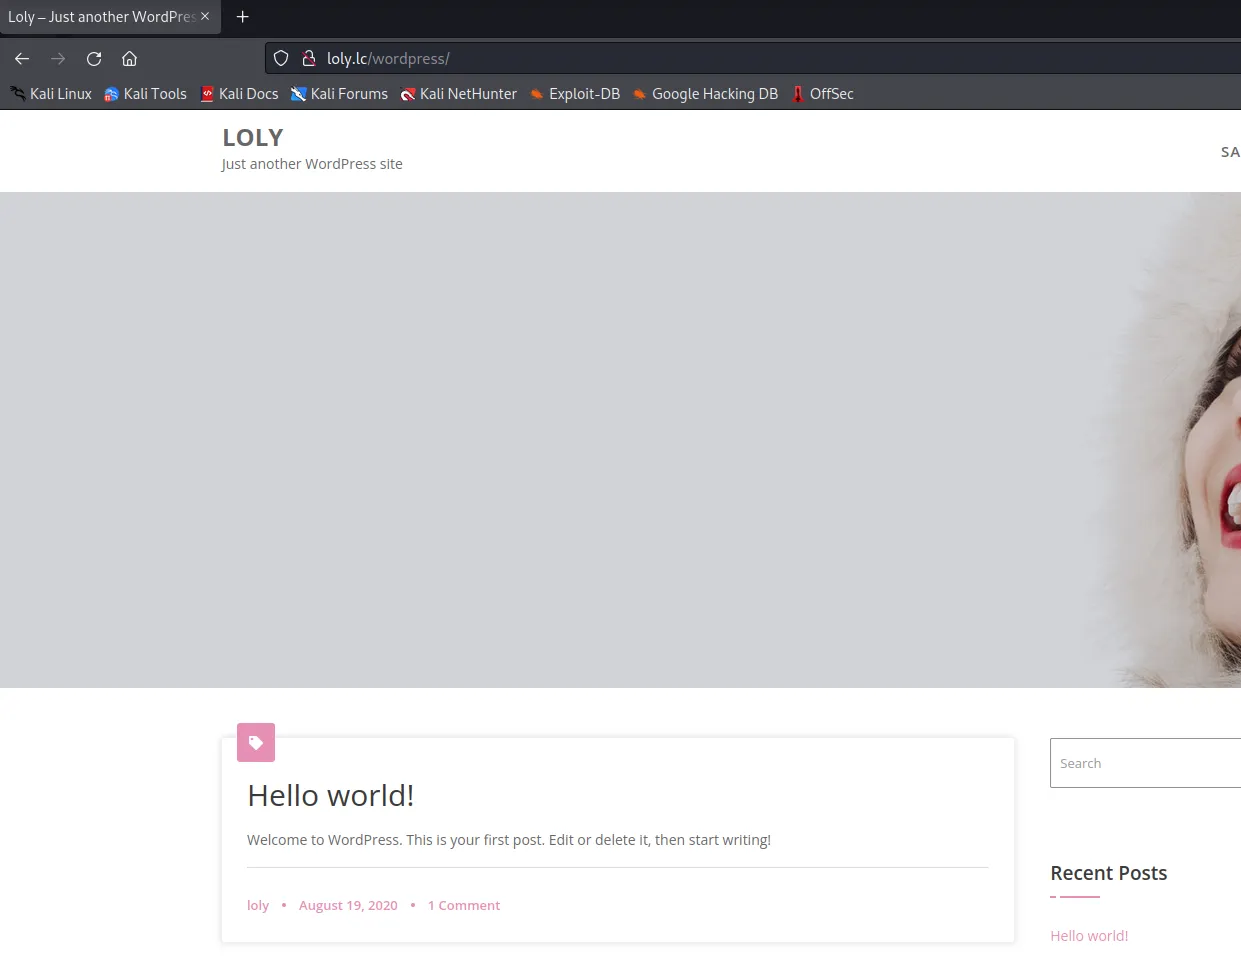 Loly – Just another WordPres
loly.lc/wordpress/
Kali Linux Kali Tools Kali Docs Kali Forums Kali NetHunter Exploit-DB Google Hacking DB OffSec
LOLY
Just another WordPress site
SA
Hello world!
Welcome to WordPress. This is your first post. Edit or delete it, then start writing!
loly • August 19, 2020 • 1 Comment
Search
Recent Posts
Hello world!